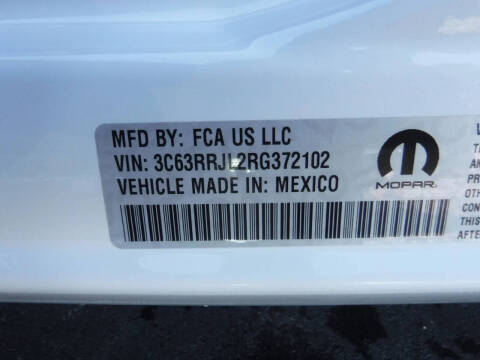 MFD BY: FCA US LLC
VIN: 3C63RRJL2RG372102
VEHICLE MADE IN: MEXICO
MOPAR